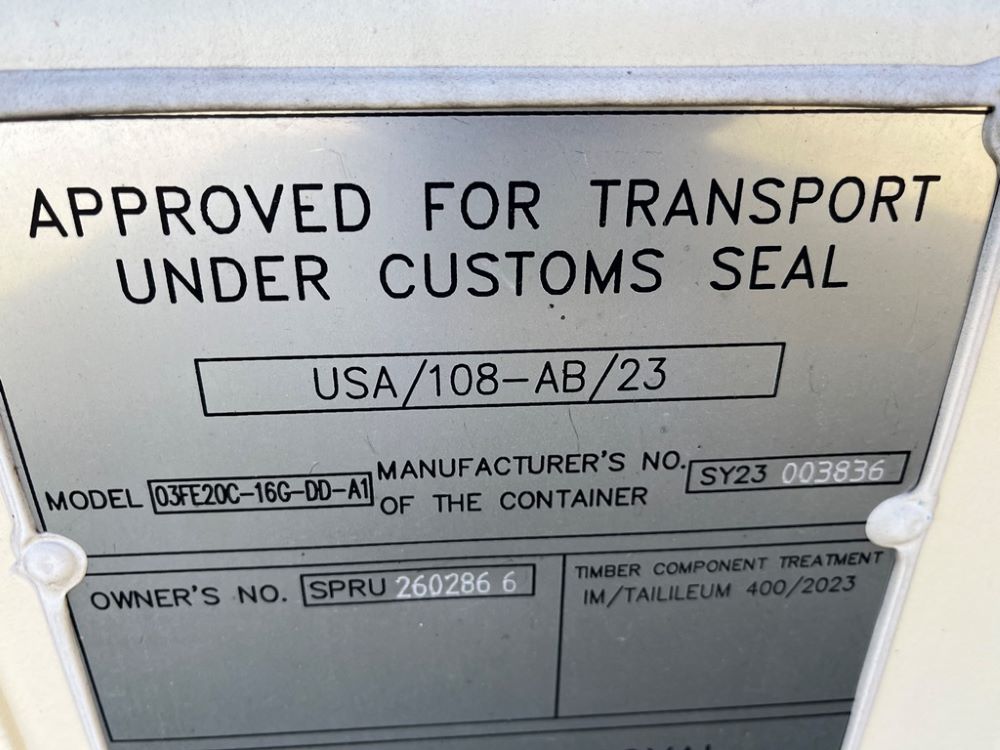 APPROVED FOR TRANSPORT
UNDER CUSTOMS SEAL
USA/108-AB/23
MODEL 03FE20C-16G-DD-A1
MANUFACTURER'S NO.
OF THE CONTAINER
SY23 003836
OWNER'S NO. SPRU 260286 6
TIMBER COMPONENT TREATMENT
IM/TAILILEUM 400/2023